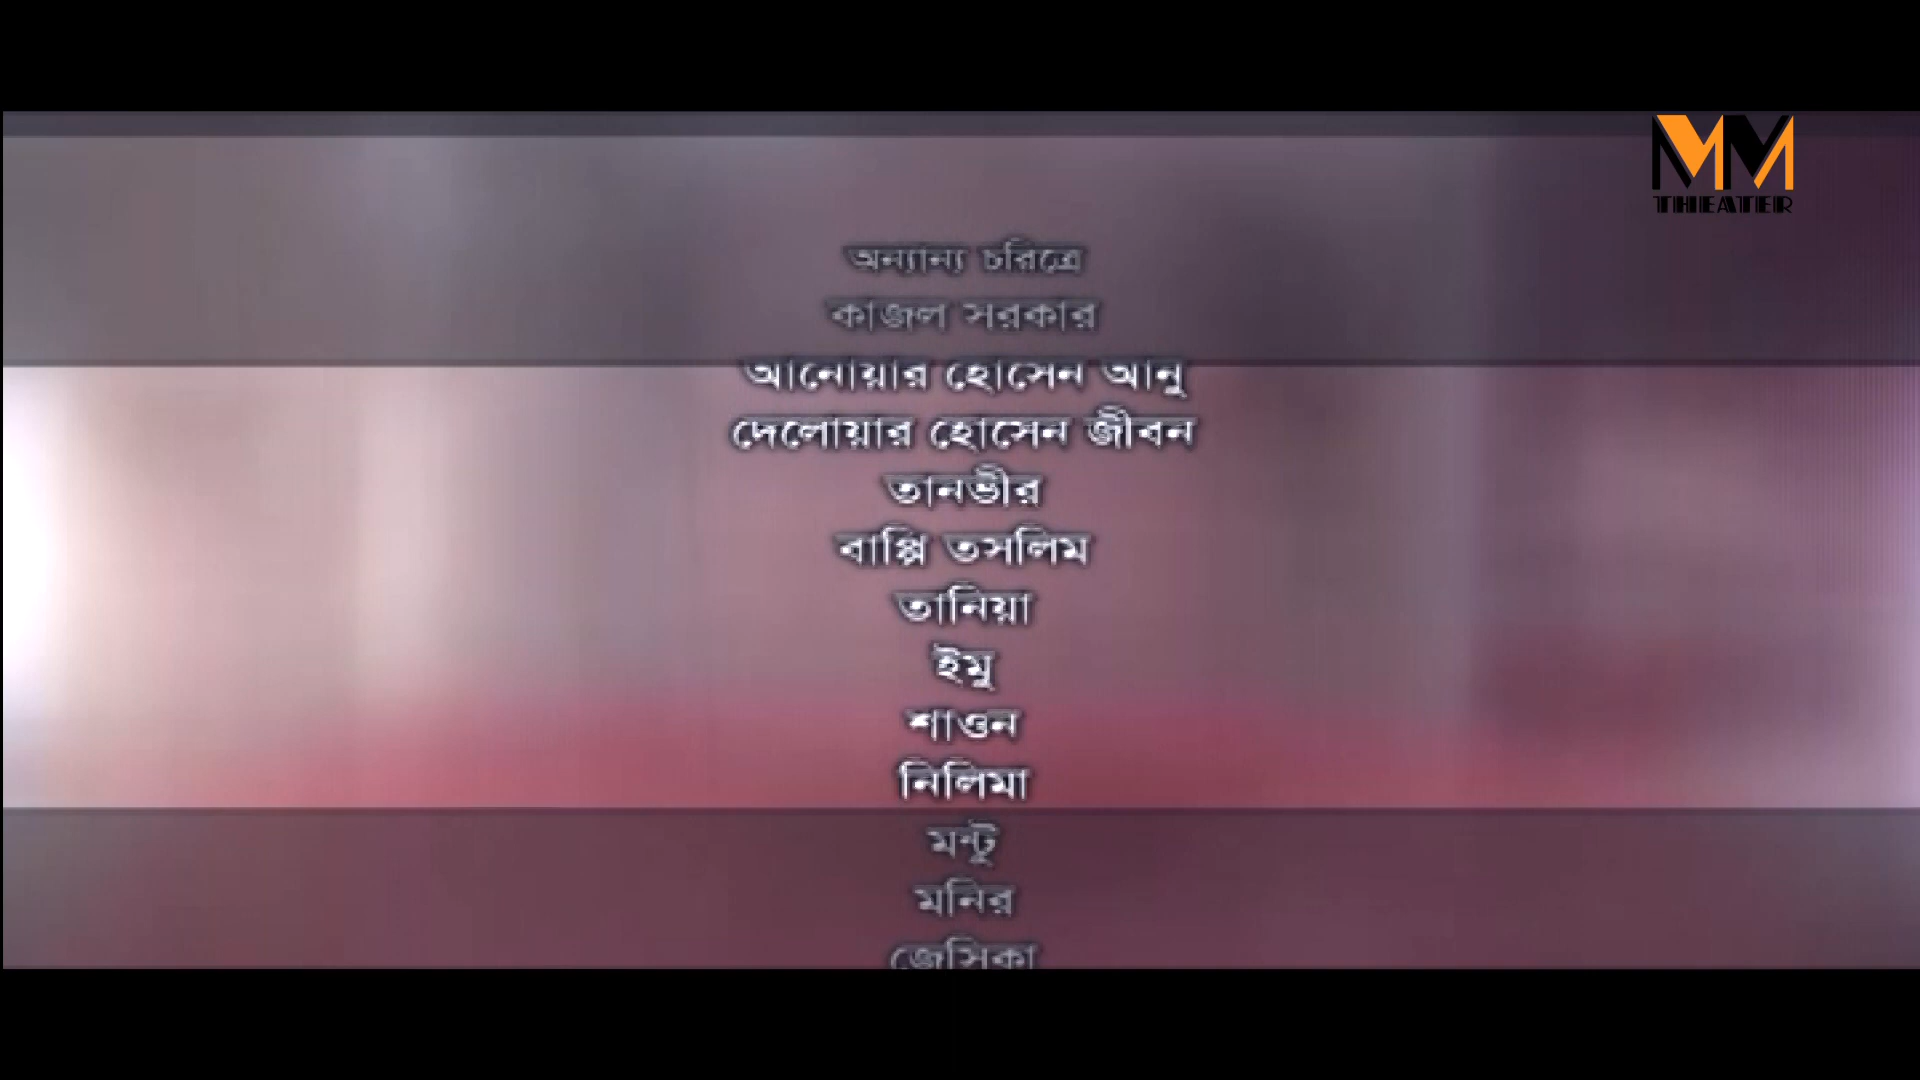 MM
THEATER
অন্যান্য চরিত্রে
কাজল সরকার
আনোয়ার হোসেন আনু
দেলোয়ার হোসেন জীবন
তানভীর
বাপ্পি তসলিম
তানিয়া
ইমু
শাওন
নিলিমা
মন্টু
মনির
জেসিকা